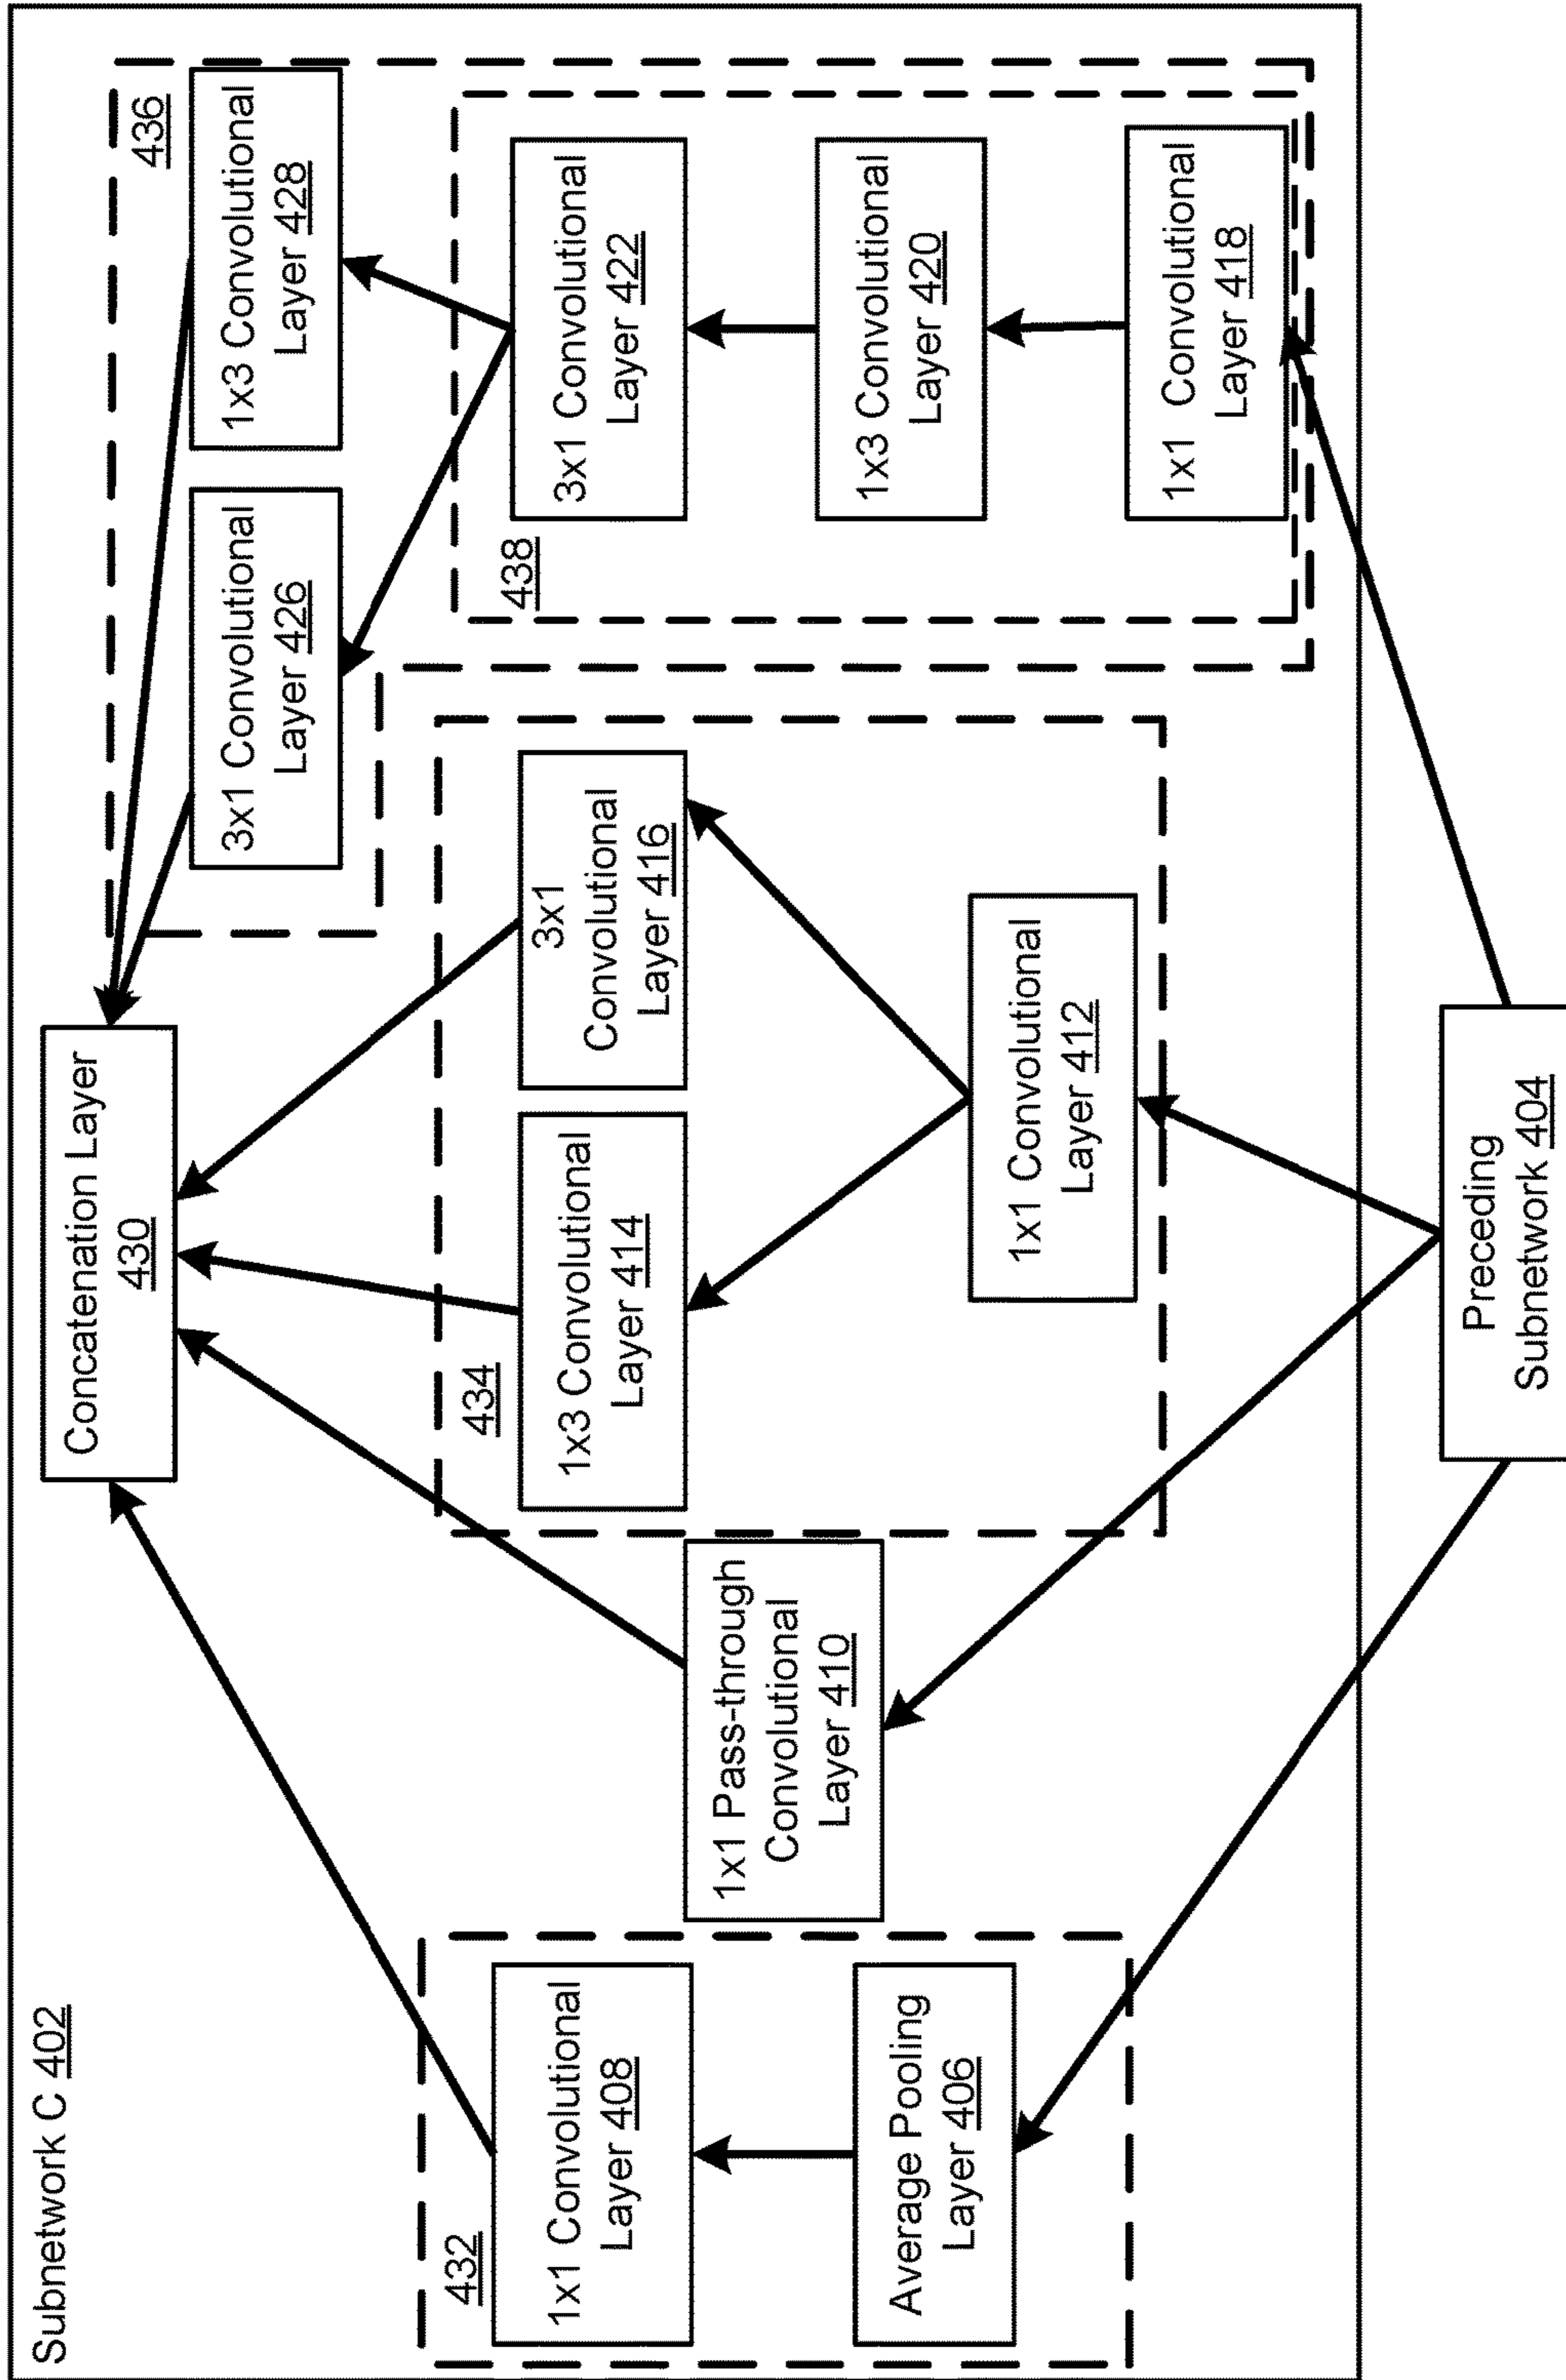 Subnetwork C 402
Concatenation Layer
430
436
3x1 Convolutional
Layer 426
1x3 Convolutional
Layer 428
432
1x1 Convolutional
Layer 408
Average Pooling
Layer 406
1x1 Pass-through
Convolutional
Layer 410
434
1x3 Convolutional
Layer 414
3x1
Convolutional
Layer 416
1x1 Convolutional
Layer 412
438
3x1 Convolutional
Layer 422
1x3 Convolutional
Layer 420
1x1 Convolutional
Layer 418
Preceding
Subnetwork 404